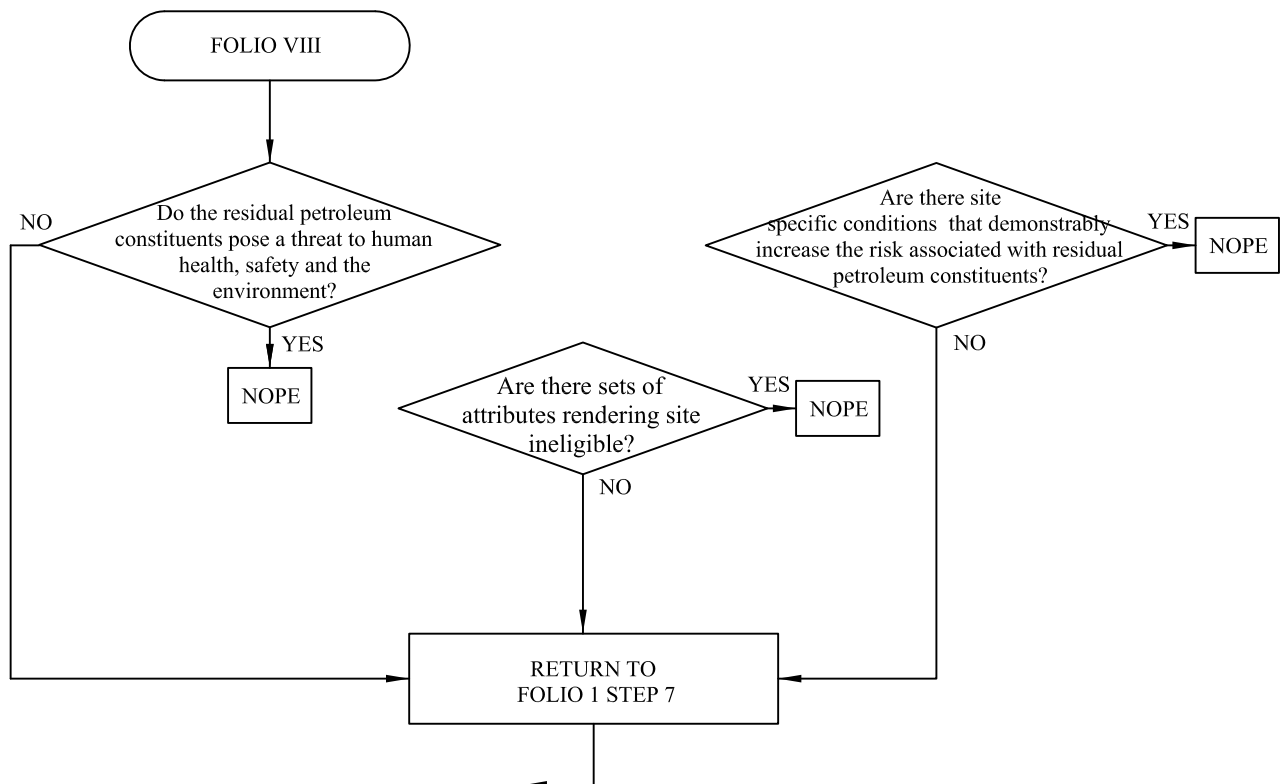 FOLIO VIII
NO
Do the residual petroleum
constituents pose a threat to human
health, safety and the
environment?
YES
NOPE
Are there sets of
attributes rendering site
ineligible?
YES
NOPE
NO
Are there site
specific conditions  that demonstrably
increase the risk associated with residual
petroleum constituents?
YES
NOPE
NO
RETURN TO
FOLIO 1 STEP 7